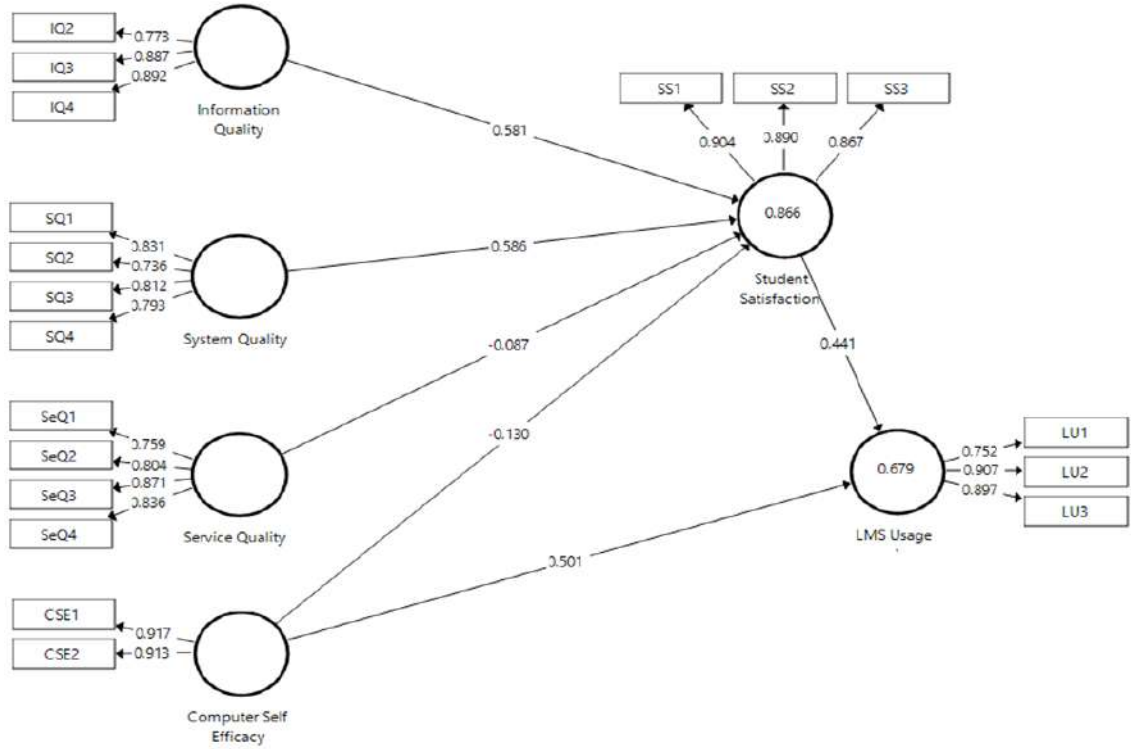 IQ2
0.773
IQ3
0.887
0.892
IQ4
Information
Quality
0.581
SS1
SS2
SS3
0.904
0.890
0.867
0.866
Student
Satisfaction
SQ1
0.831
SQ2
0.736
SQ3
0.812
0.793
SQ4
System Quality
0.586
-0.087
0.441
SeQ1
0.759
SeQ2
0.804
SeQ3
0.871
0.836
SeQ4
Service Quality
-0.130
0.679
LMS Usage
0.752
LU1
0.907
LU2
0.897
LU3
0.501
CSE1
0.917
CSE2
0.913
Computer Self
Efficacy